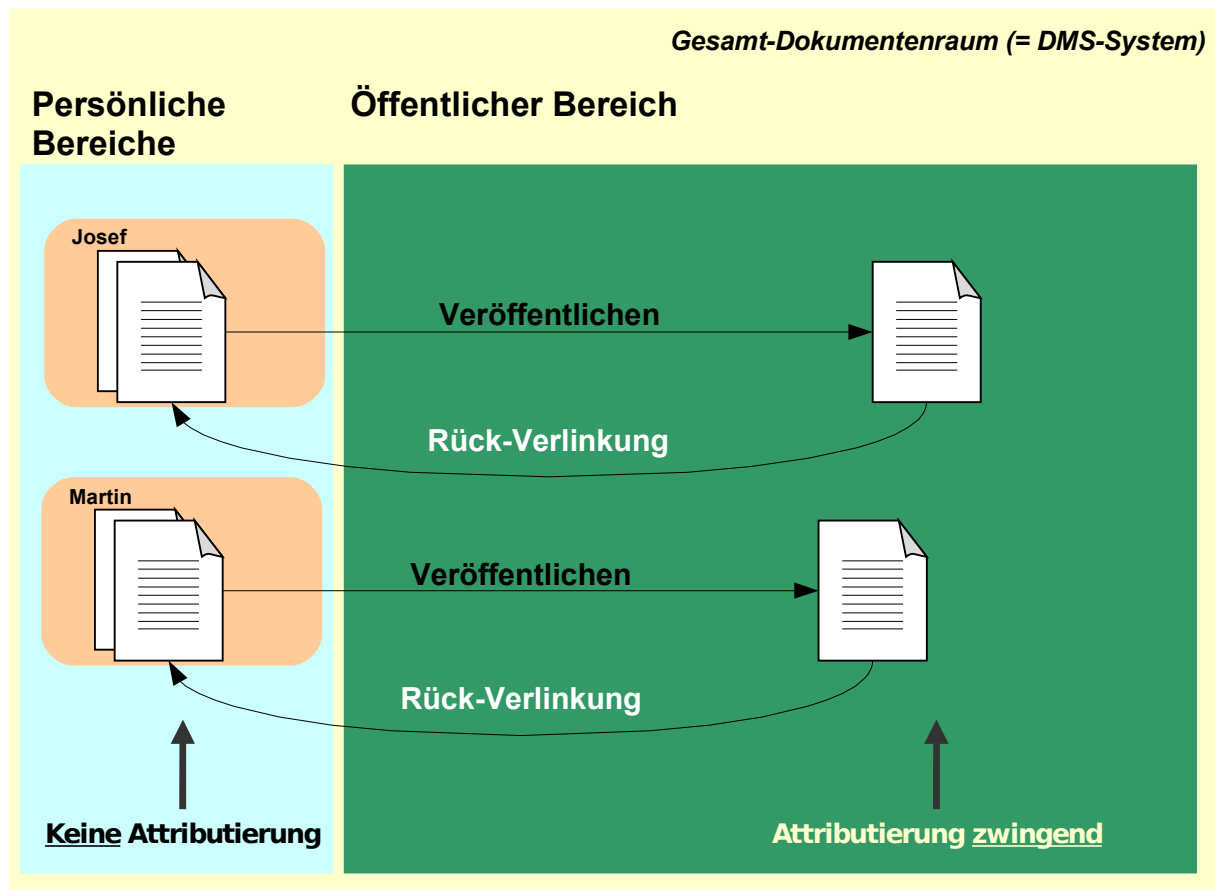 Gesamt-Dokumentenraum (= DMS-System)
Persönliche
Bereiche
Öffentlicher Bereich
Josef
Veröffentlichen
Rück-Verlinkung
Martin
Veröffentlichen
Rück-Verlinkung
Keine Attributierung
Attributierung zwingend